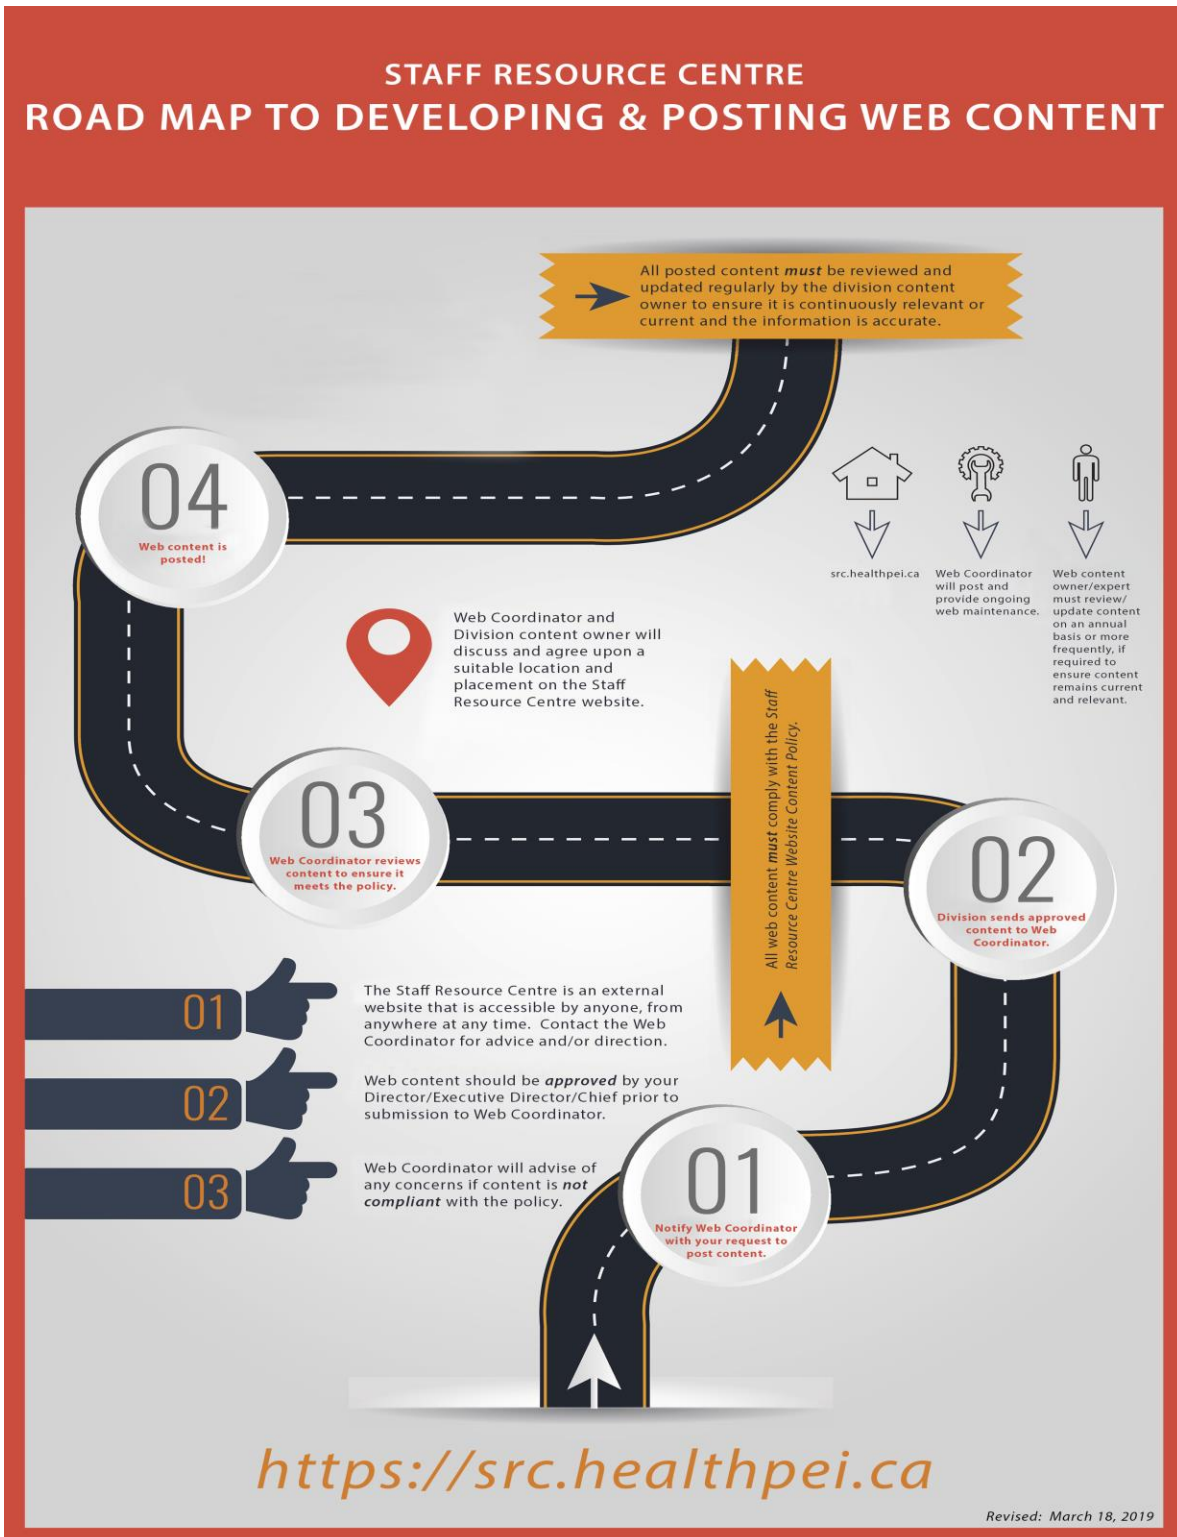 STAFF RESOURCE CENTRE
ROAD MAP TO DEVELOPING & POSTING WEB CONTENT
All posted content must be reviewed and
updated regularly by the division content
owner to ensure it is continuously relevant or
current and the information is accurate.
04
Web content is
posted!
src.healthpei.ca
Web Coordinator
will post and
provide ongoing
web maintenance.
Web content
owner/expert
must review/
update content
on an annual
basis or more
frequently, if
required to
ensure content
remains current
and relevant.
Web Coordinator and
Division content owner will
discuss and agree upon a
suitable location and
placement on the Staff
Resource Centre website.
All web content must comply with the Staff
Resource Centre Website Content Policy.
03
Web Coordinator reviews
content to ensure it
meets the policy.
02
Division sends approved
content to Web
Coordinator.
01
The Staff Resource Centre is an external
website that is accessible by anyone, from
anywhere at any time. Contact the Web
Coordinator for advice and/or direction.
02
Web content should be approved by your
Director/Executive Director/Chief prior to
submission to Web Coordinator.
03
Web Coordinator will advise of
any concerns if content is not
compliant with the policy.
01
Notify Web Coordinator
with your request to
post content.
https://src.healthpei.ca
Revised: March 18, 2019